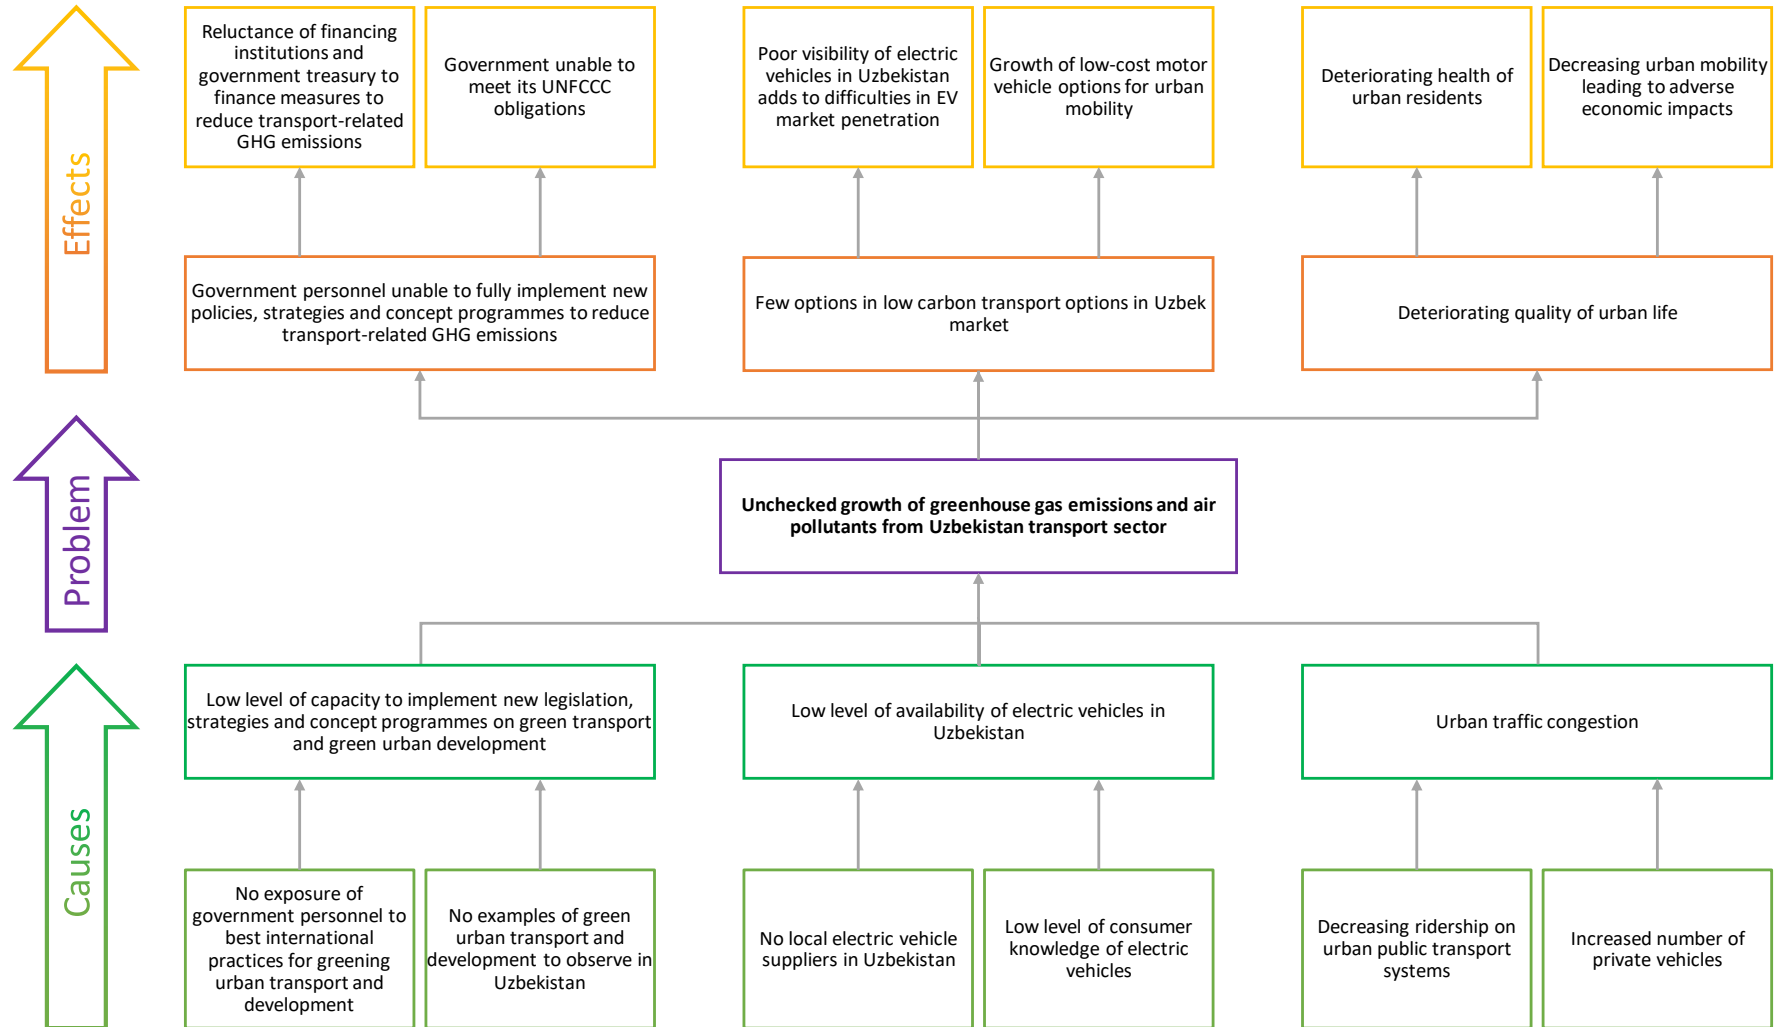 Effects
Reluctance of financing
institutions and
government treasury to
finance measures to
reduce transport-related
GHG emissions
Government unable to
meet its UNFCCC
obligations
Poor visibility of electric
vehicles in Uzbekistan
adds to difficulties in EV
market penetration
Growth of low-cost motor
vehicle options for urban
mobility
Deteriorating health of
urban residents
Decreasing urban mobility
leading to adverse
economic impacts
Government personnel unable to fully implement new
policies, strategies and concept programmes to reduce
transport-related GHG emissions
Few options in low carbon transport options in Uzbek
market
Deteriorating quality of urban life
Problem
Unchecked growth of greenhouse gas emissions and air
pollutants from Uzbekistan transport sector
Causes
Low level of capacity to implement new legislation,
strategies and concept programmes on green transport
and green urban development
Low level of availability of electric vehicles in
Uzbekistan
Urban traffic congestion
No exposure of
government personnel to
best international
practices for greening
urban transport and
development
No examples of green
urban transport and
development to observe in
Uzbekistan
No local electric vehicle
suppliers in Uzbekistan
Low level of consumer
knowledge of electric
vehicles
Decreasing ridership on
urban public transport
systems
Increased number of
private vehicles